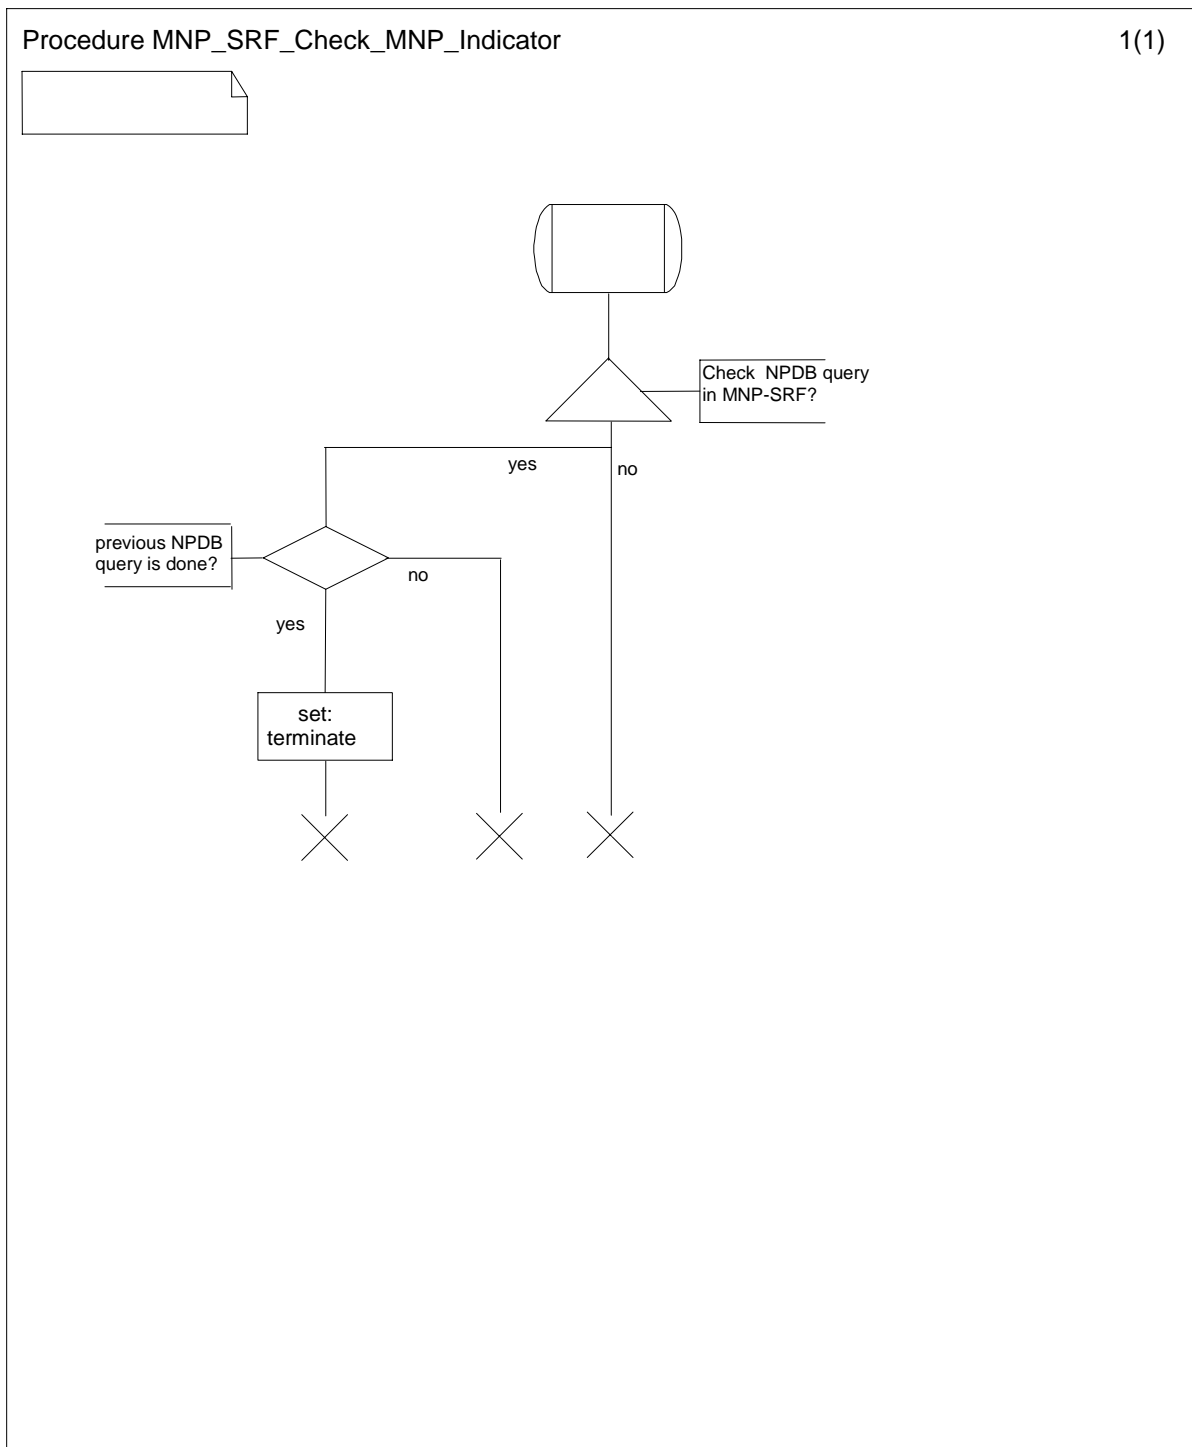 Procedure MNP_SRF_Check_MNP_Indicator 1(1)
Check NPDB query
in MNP-SRF?
yes
no
previous NPDB
query is done?
no
yes
set:
terminate